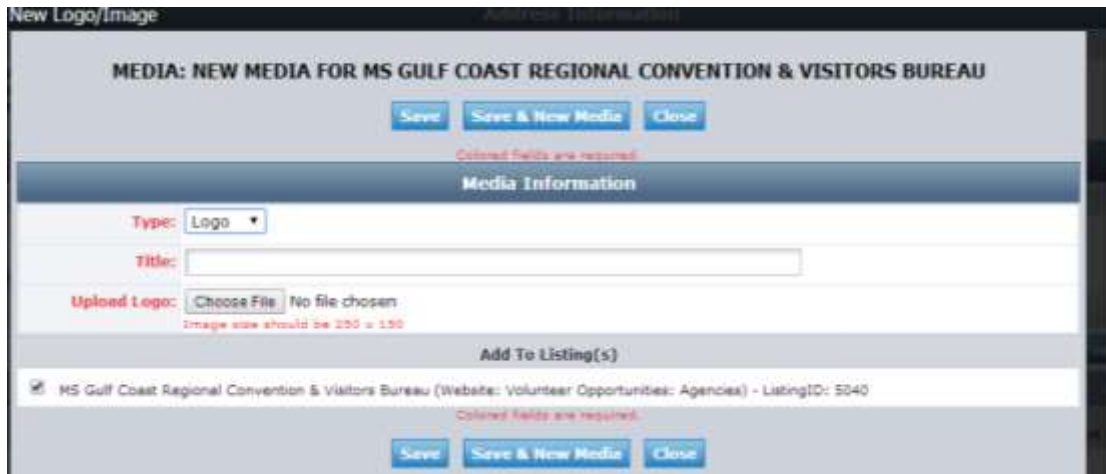 New Logo/Image
Address Information
MEDIA: NEW MEDIA FOR MS GULF COAST REGIONAL CONVENTION & VISITORS BUREAU
Save Save & New Media Close
Colored fields are required.
Media Information
Type: Logo
Title:
Upload Logo: Choose File No file chosen
Image size should be 250 x 150
Add To Listing(s)
MS Gulf Coast Regional Convention & Visitors Bureau (Website: Volunteer Opportunities: Agencies) - ListingID: 5040
Colored fields are required.
Save Save & New Media Close